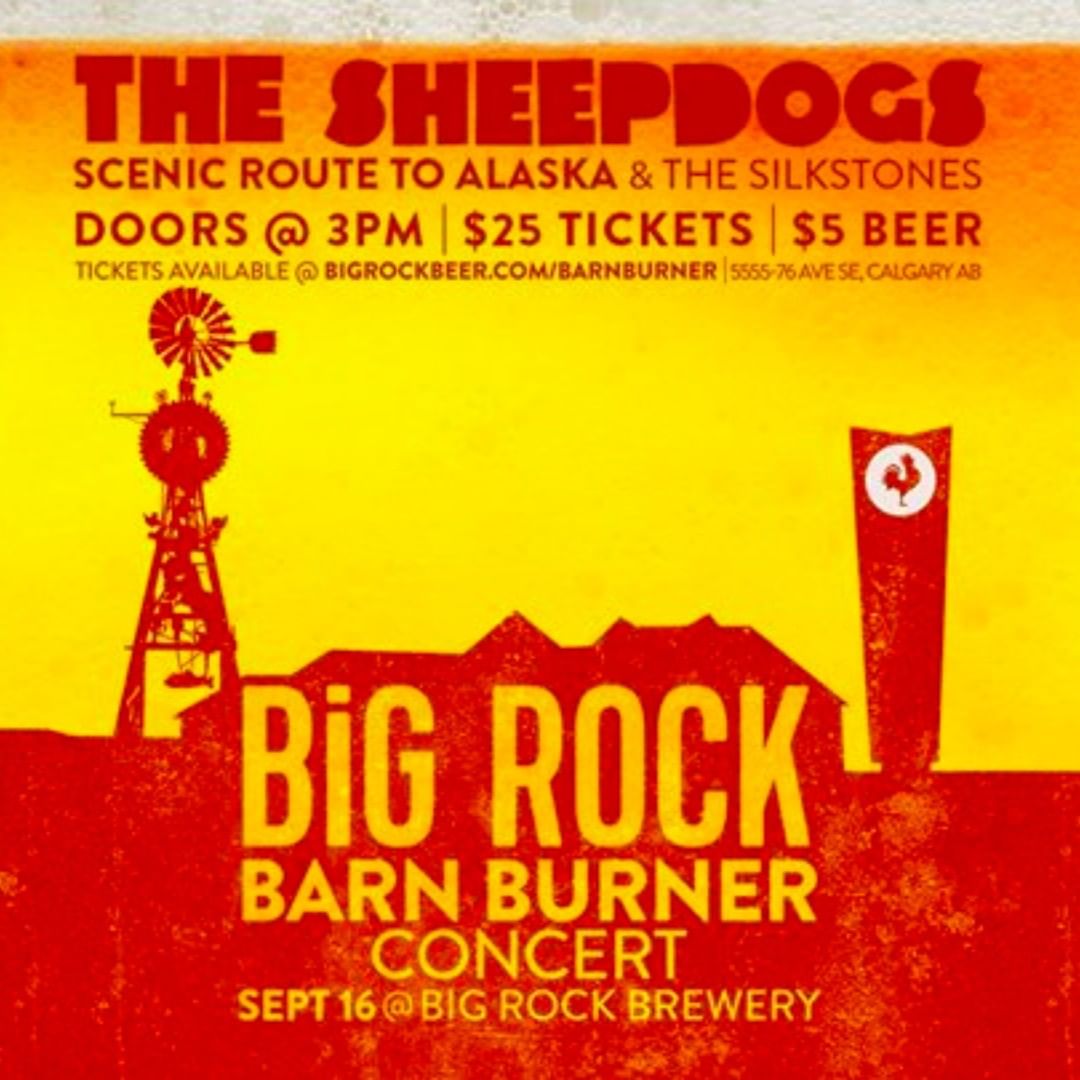 THE SHEEPDOGS
SCENIC ROUTE TO ALASKA & THE SILKSTONES
DOORS @ 3PM | $25 TICKETS | $5 BEER
TICKETS AVAILABLE @ BIGROCKBEER.COM/BARNBURNER | 5555-76 AVE SE, CALGARY AB
BiG ROCK
BARN BURNER
CONCERT
SEPT 16 @ BIG ROCK BREWERY